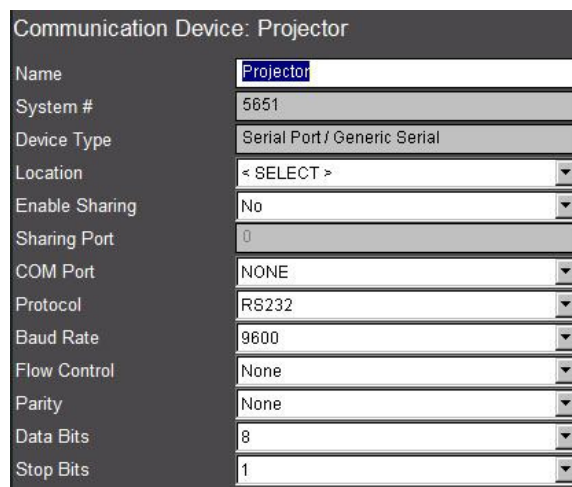 Communication Device: Projector
Name Projector
System # 5651
Device Type Serial Port / Generic Serial
Location < SELECT >
Enable Sharing No
Sharing Port 0
COM Port NONE
Protocol RS232
Baud Rate 9600
Flow Control None
Parity None
Data Bits 8
Stop Bits 1